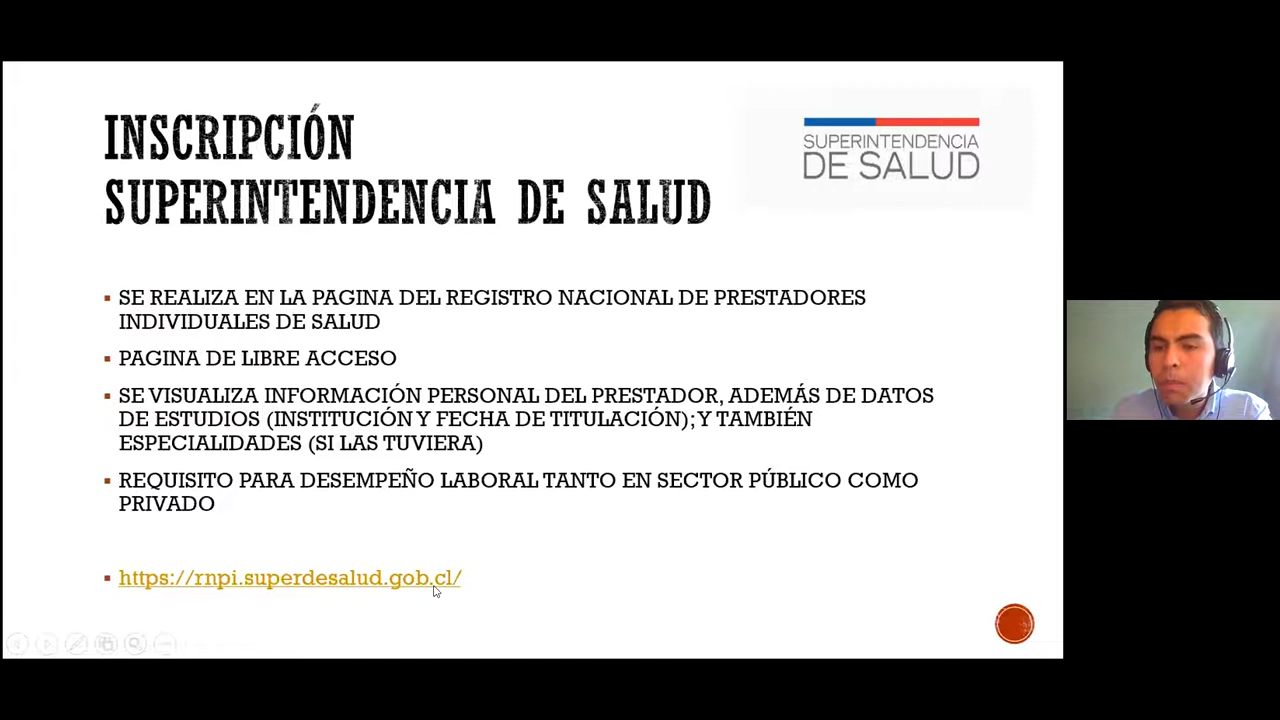 INSCRIPCIÓN
SUPERINTENDENCIA DE SALUD
SUPERINTENDENCIA
DE SALUD
▪ SE REALIZA EN LA PAGINA DEL REGISTRO NACIONAL DE PRESTADORES
INDIVIDUALES DE SALUD
▪ PAGINA DE LIBRE ACCESO
▪ SE VISUALIZA INFORMACIÓN PERSONAL DEL PRESTADOR, ADEMÁS DE DATOS
DE ESTUDIOS (INSTITUCIÓN Y FECHA DE TITULACIÓN); Y TAMBIÉN
ESPECIALIDADES (SI LAS TUVIERA)
▪ REQUISITO PARA DESEMPEÑO LABORAL TANTO EN SECTOR PÚBLICO COMO
PRIVADO
▪ https://rnpi.superdesalud.gob.cl/